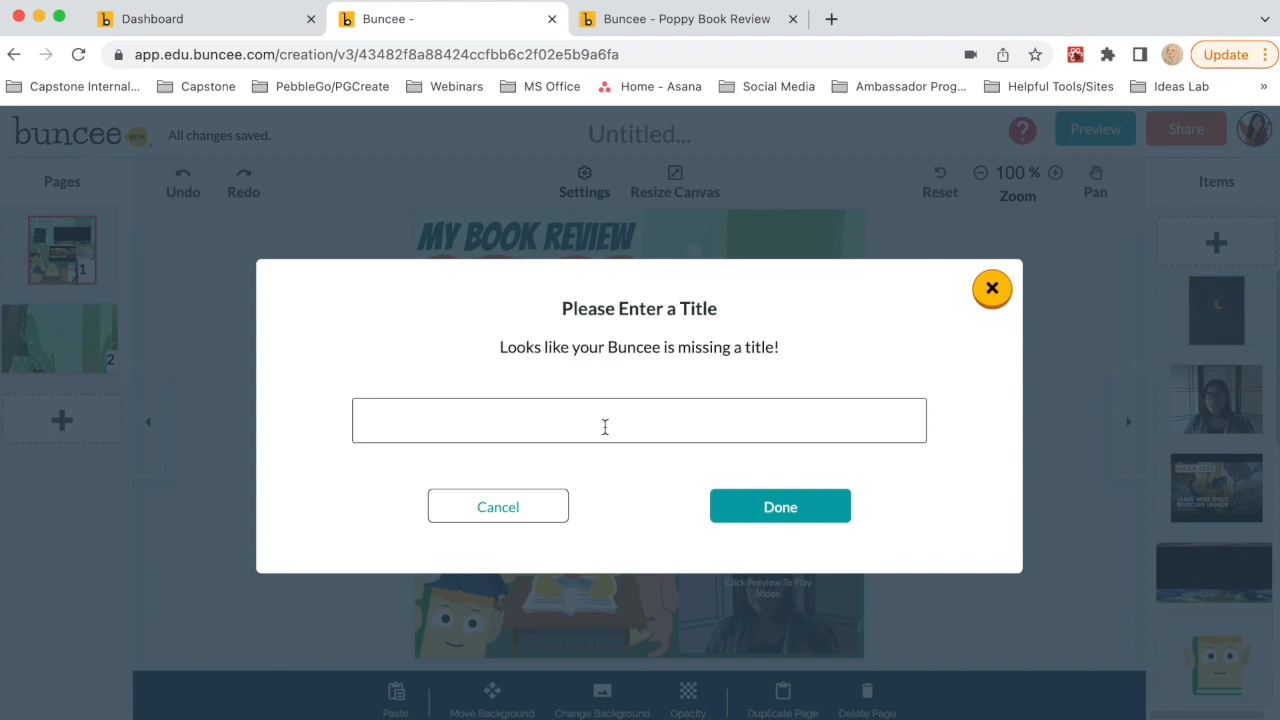 Dashboard
Buncee -
Buncee - Poppy Book Review
app.edu.buncee.com/creation/v3/43482f8a88424ccfbb6c2f02e5b9a6fa
Update
Capstone Internal...
Capstone
PebbleGo/PGCreate
Webinars
MS Office
Home - Asana
Social Media
Ambassador Prog...
Helpful Tools/Sites
Ideas Lab
»
buncee BETA
All changes saved.
Untitled...
?
Preview
Share
Pages
Undo
Redo
Settings
Resize Canvas
Reset
100 %
Zoom
Pan
Items
1
2
MY BOOK REVIEW
Please Enter a Title
Looks like your Buncee is missing a title!
Cancel
Done
Click Preview To Play
Video
Paste
Move Background
Change Background
Opacity
Duplicate Page
Delete Page